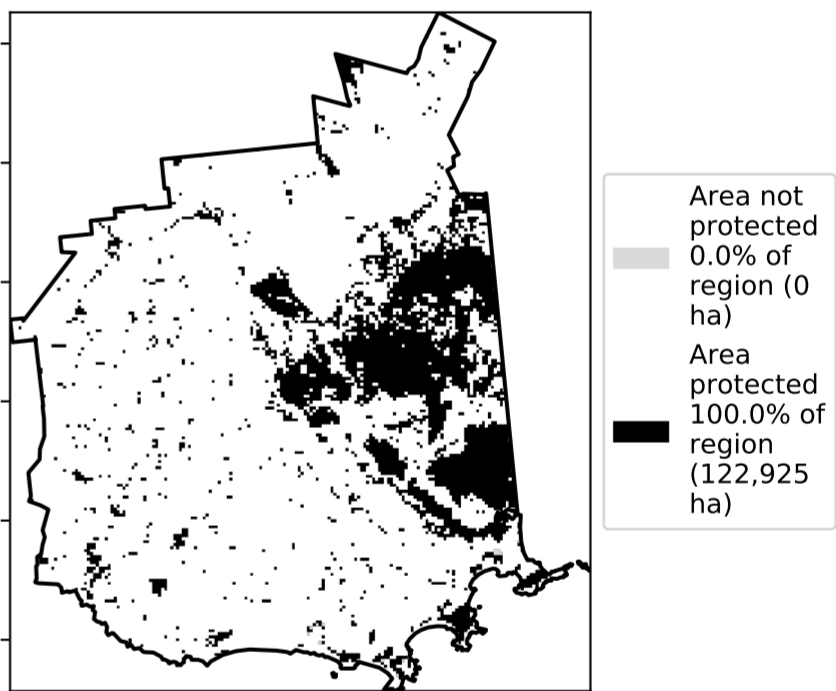 Area not
protected
0.0% of
region (0
ha)
Area
protected
100.0% of
region
(122,925
ha)